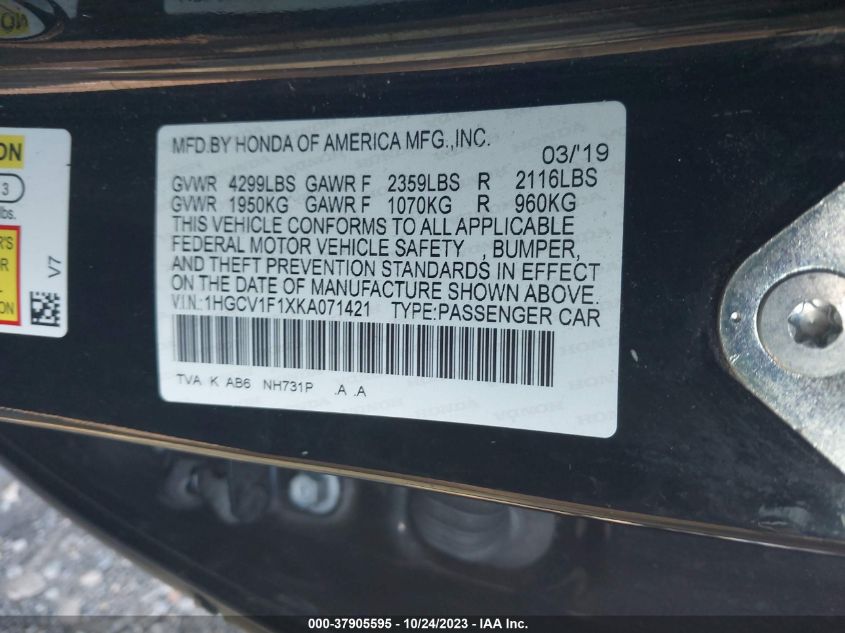 MFD.BY HONDA OF AMERICA MFG.,INC.
03/'19
GVWR 4299LBS GAWR F 2359LBS R 2116LBS
GVWR 1950KG GAWR F 1070KG R 960KG
THIS VEHICLE CONFORMS TO ALL APPLICABLE
FEDERAL MOTOR VEHICLE SAFETY , BUMPER,
AND THEFT PREVENTION STANDARDS IN EFFECT
ON THE DATE OF MANUFACTURE SHOWN ABOVE.
VIN:1HGCV1F1XKA071421 TYPE:PASSENGER CAR
TVA K AB6 NH731P .A .A
3
lbs.
V7
000-37905595 - 10/24/2023 - IAA Inc.